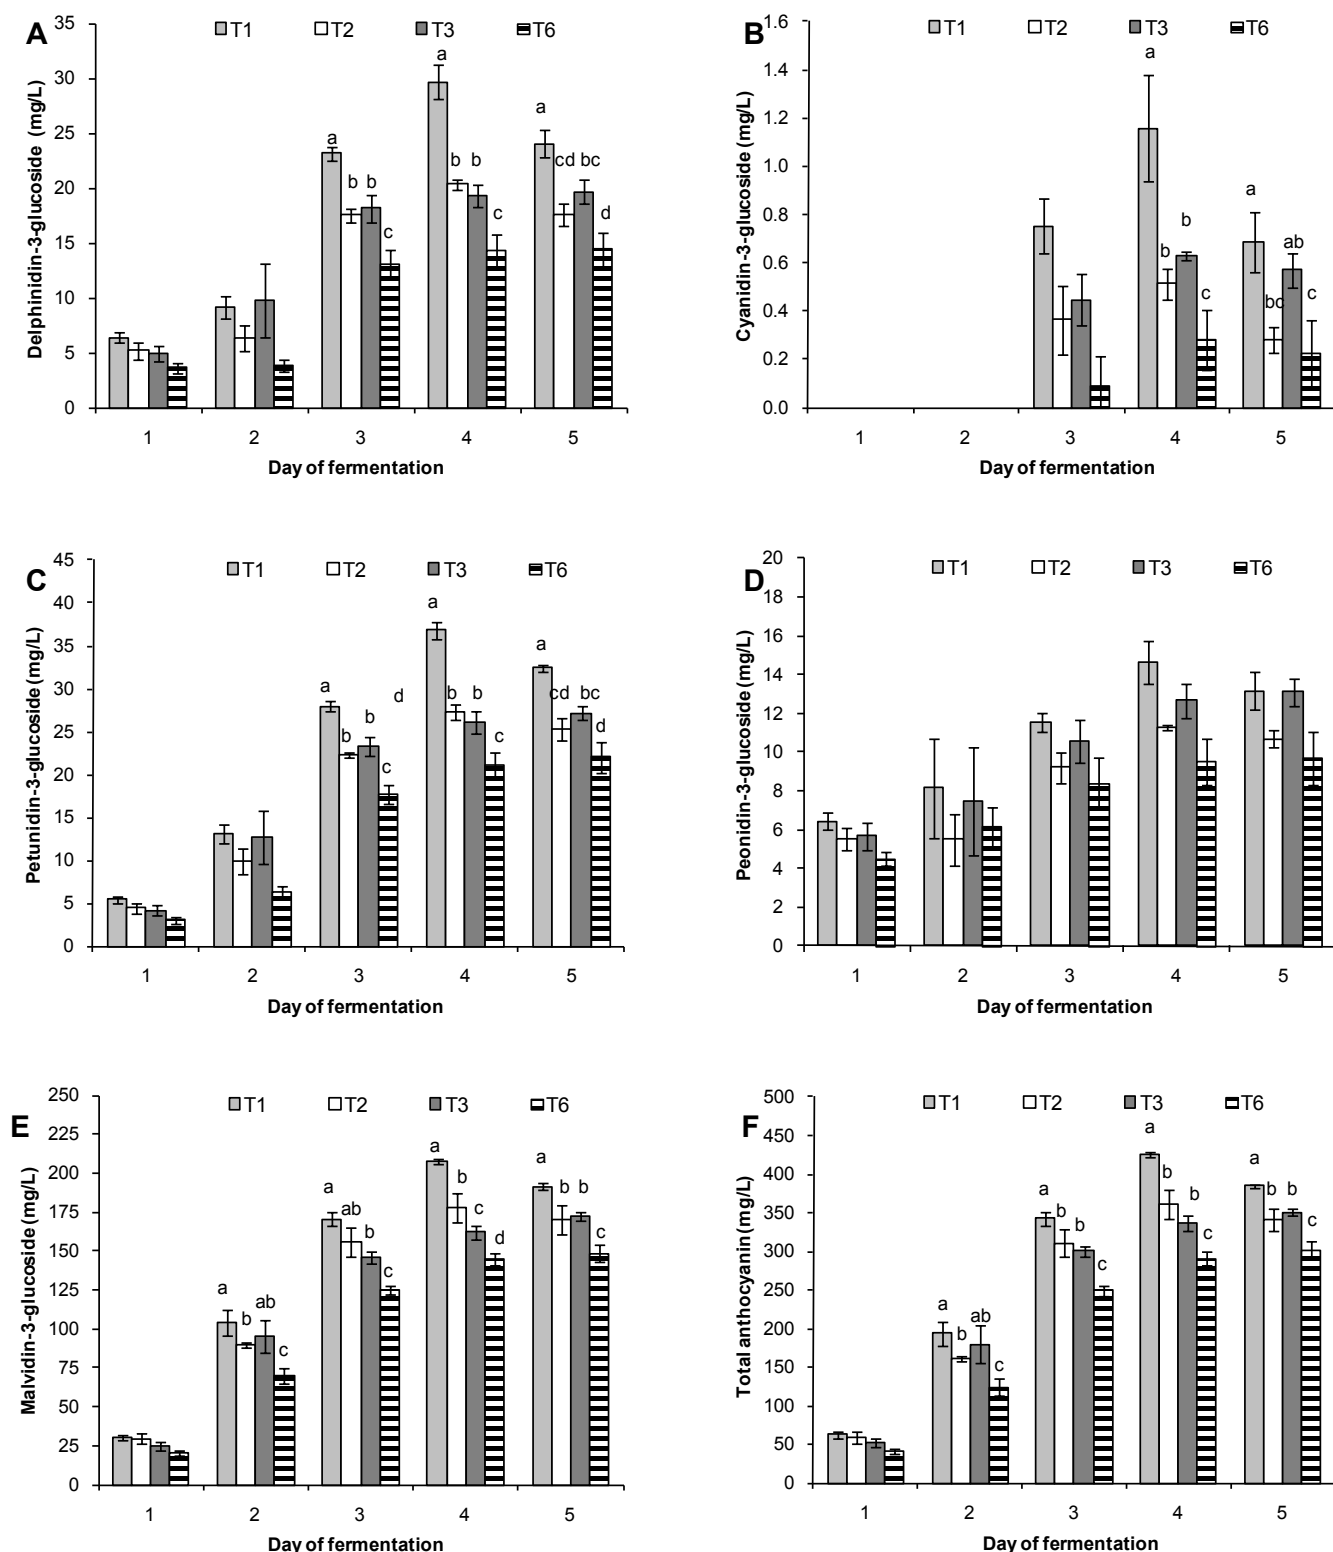 A
T1 T2 T3 T6
Delphinidin-3-glucoside (mg/L)
35
30
25
20
15
10
5
0
a
a
a
b b
b b
cd bc
c
c
d
1 2 3 4 5
Day of fermentation
B
T1 T2 T3 T6
Cyanidin-3-glucoside (mg/L)
1.6
1.4
1.2
1.0
0.8
0.6
0.4
0.2
0.0
a
a
b
b
ab
c
bc
c
1 2 3 4 5
Day of fermentation
C
T1 T2 T3 T6
Petunidin-3-glucoside (mg/L)
45
40
35
30
25
20
15
10
5
0
a
a
a
d
b b
cd bc
b
b
c
d
c
1 2 3 4 5
Day of fermentation
D
T1 T2 T3 T6
Peonidin-3-glucoside (mg/L)
20
18
16
14
12
10
8
6
4
2
0
1 2 3 4 5
Day of fermentation
E
T1 T2 T3 T6
Malvidin-3-glucoside (mg/L)
250
225
200
175
150
125
100
75
50
25
0
a
a
a
ab
b
b
c
d
b b
c
c
a
b
ab
c
1 2 3 4 5
Day of fermentation
F
T1 T2 T3 T6
Total anthocyanin (mg/L)
500
450
400
350
300
250
200
150
100
50
0
a
a
a
b
b
b
b
b b
c
c
c
a
b
ab
c
1 2 3 4 5
Day of fermentation